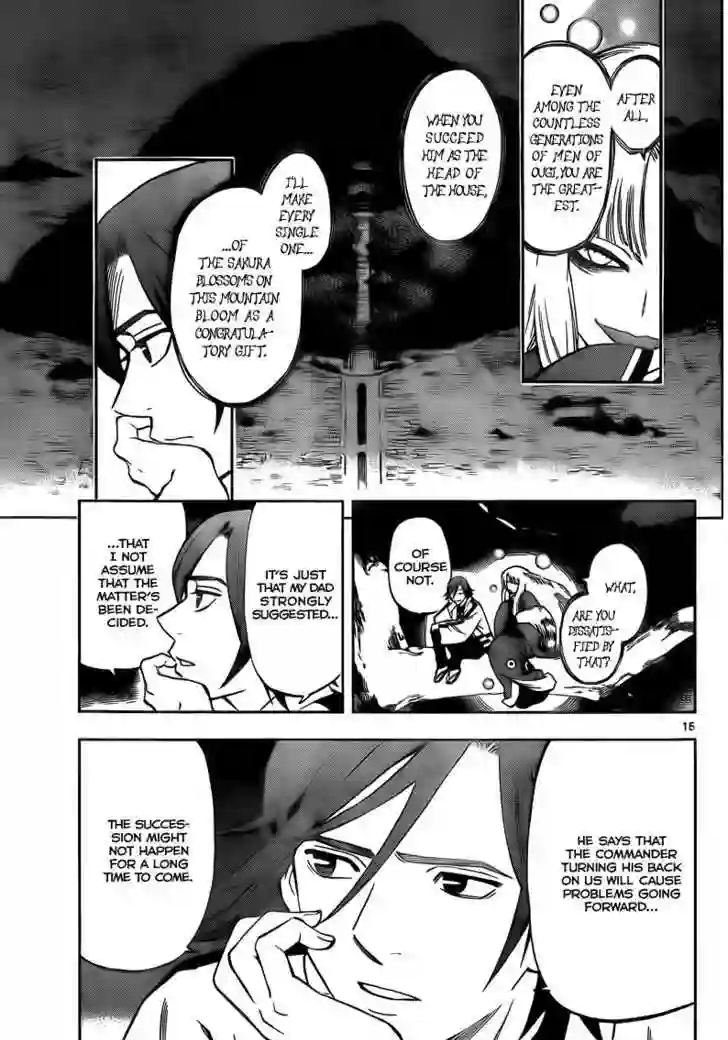 AFTER
ALL,
EVEN
AMONG THE
COUNTLESS
GENERATIONS
OF MEN OF
OUGI, YOU ARE
THE GREAT-
EST.
WHEN YOU
SUCCEED
HIM AS THE
HEAD OF
THE HOUSE,
I'LL
MAKE
EVERY
SINGLE
ONE...
...OF
THE SAKURA
BLOSSOMS ON
THIS MOUNTAIN
BLOOM AS A
CONGRATULA-
TORY GIFT.
WHAT,
ARE YOU
DISSATIS-
FIED BY
THAT?
OF
COURSE
NOT.
IT'S JUST
THAT MY DAD
STRONGLY
SUGGESTED...
...THAT
I NOT
ASSUME
THAT THE
MATTER'S
BEEN DE-
CIDED.
15
HE SAYS THAT
THE COMMANDER
TURNING HIS BACK
ON US WILL CAUSE
PROBLEMS GOING
FORWARD...
THE SUCCES-
SION MIGHT
NOT HAPPEN
FOR A LONG
TIME TO COME.